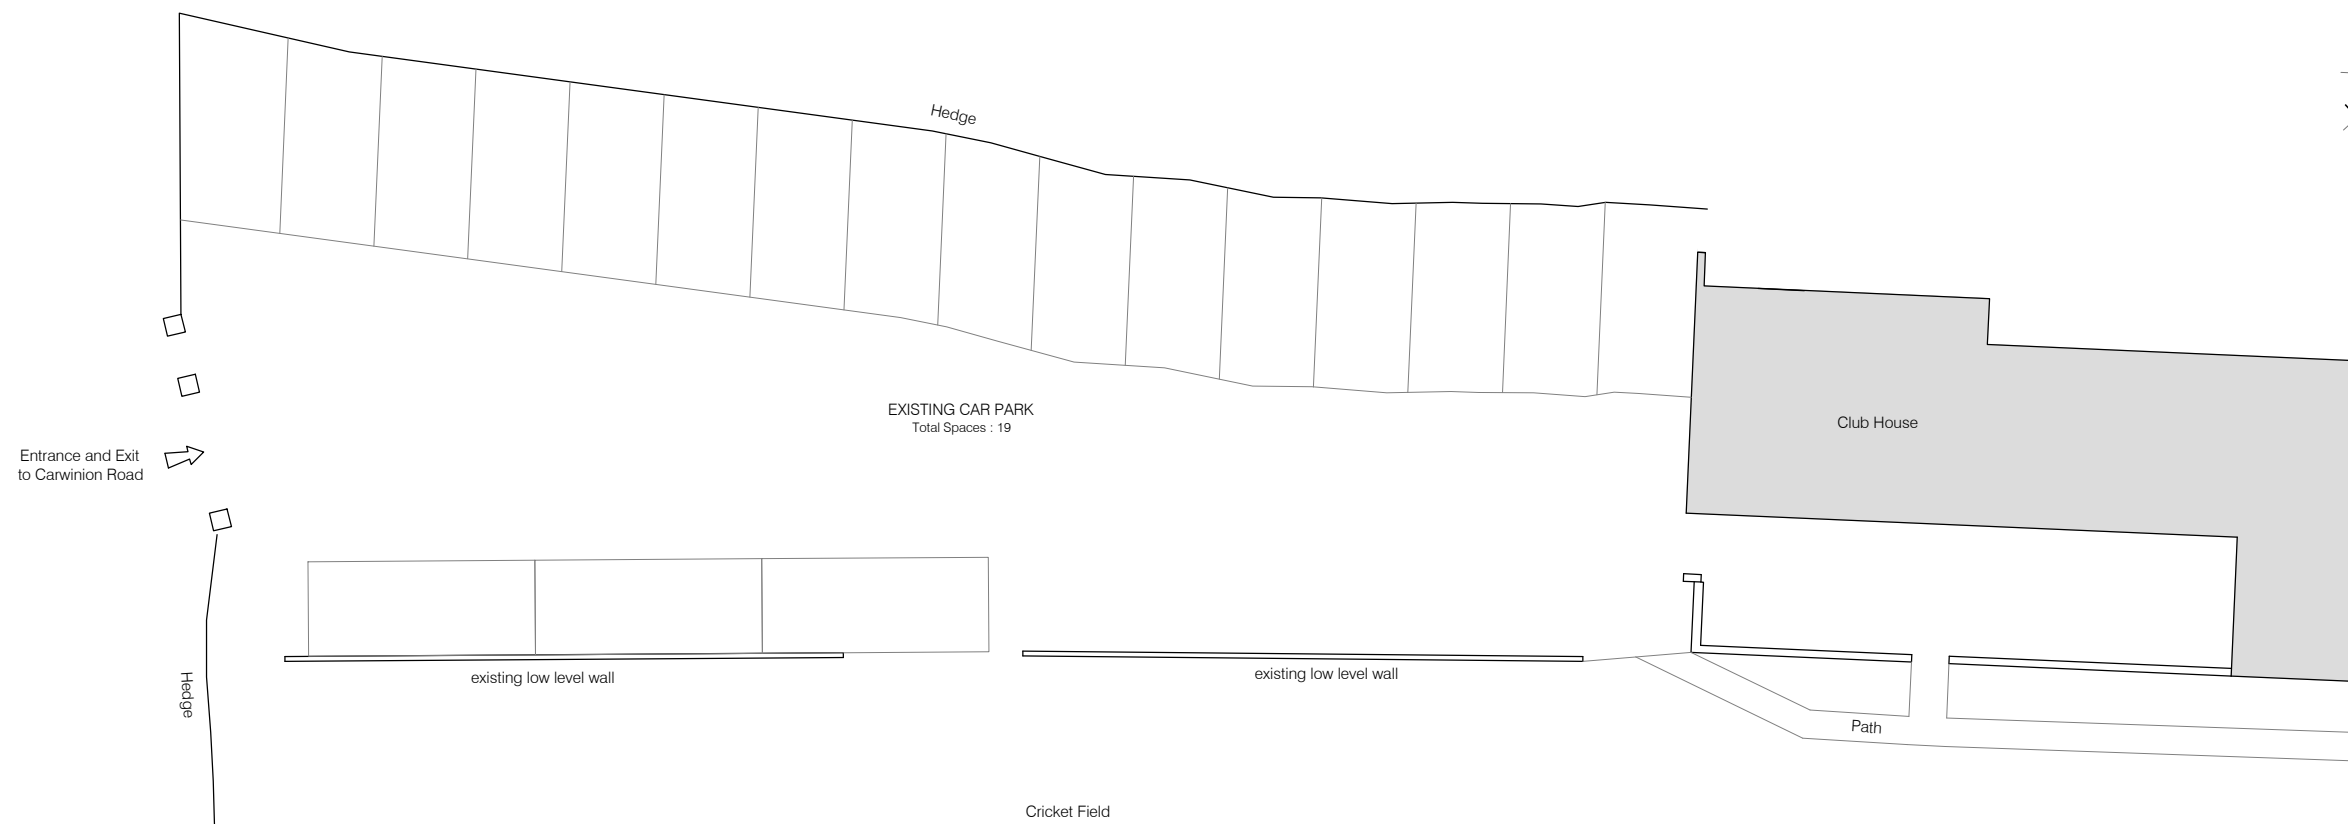 Hedge
EXISTING CAR PARK
Total Spaces : 19
Club House
Entrance and Exit
to Carwinion Road
existing low level wall
existing low level wall
Hedge
Path
Cricket Field